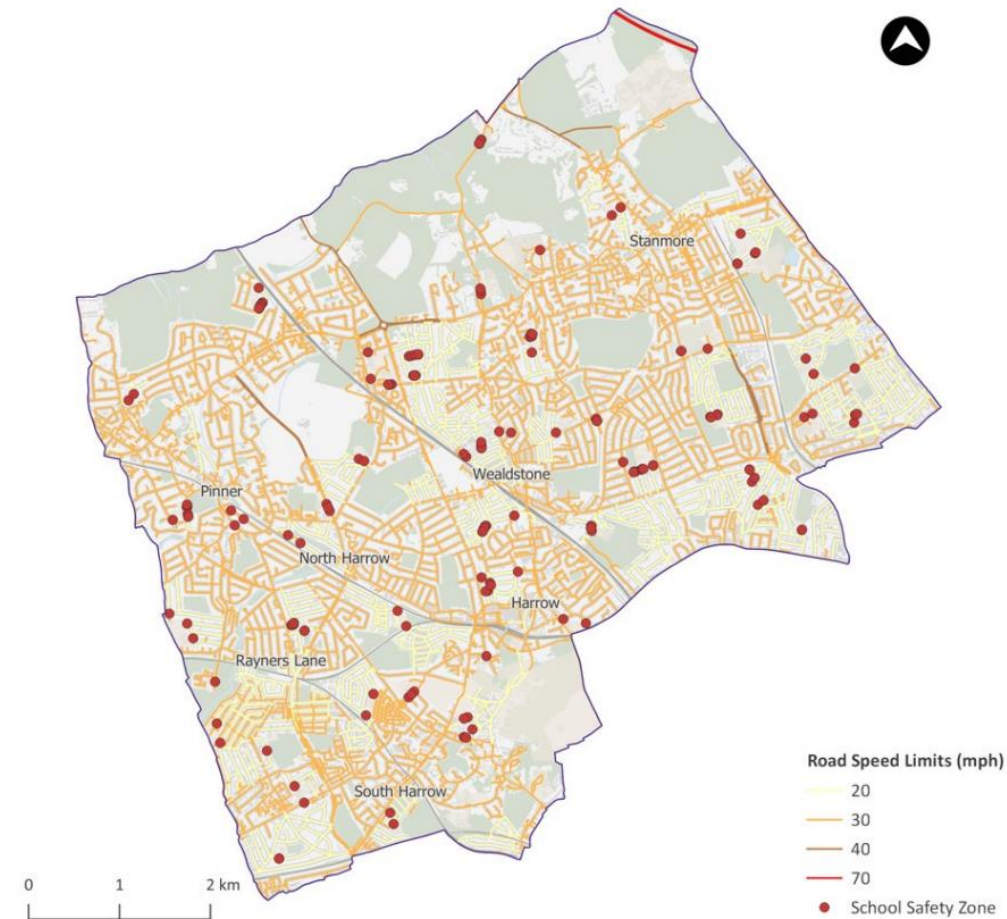 Stanmore
Wealdstone
Pinner
North Harrow
Harrow
Rayners Lane
South Harrow
Road Speed Limits (mph)
20
30
40
70
School Safety Zone
0 1 2 km